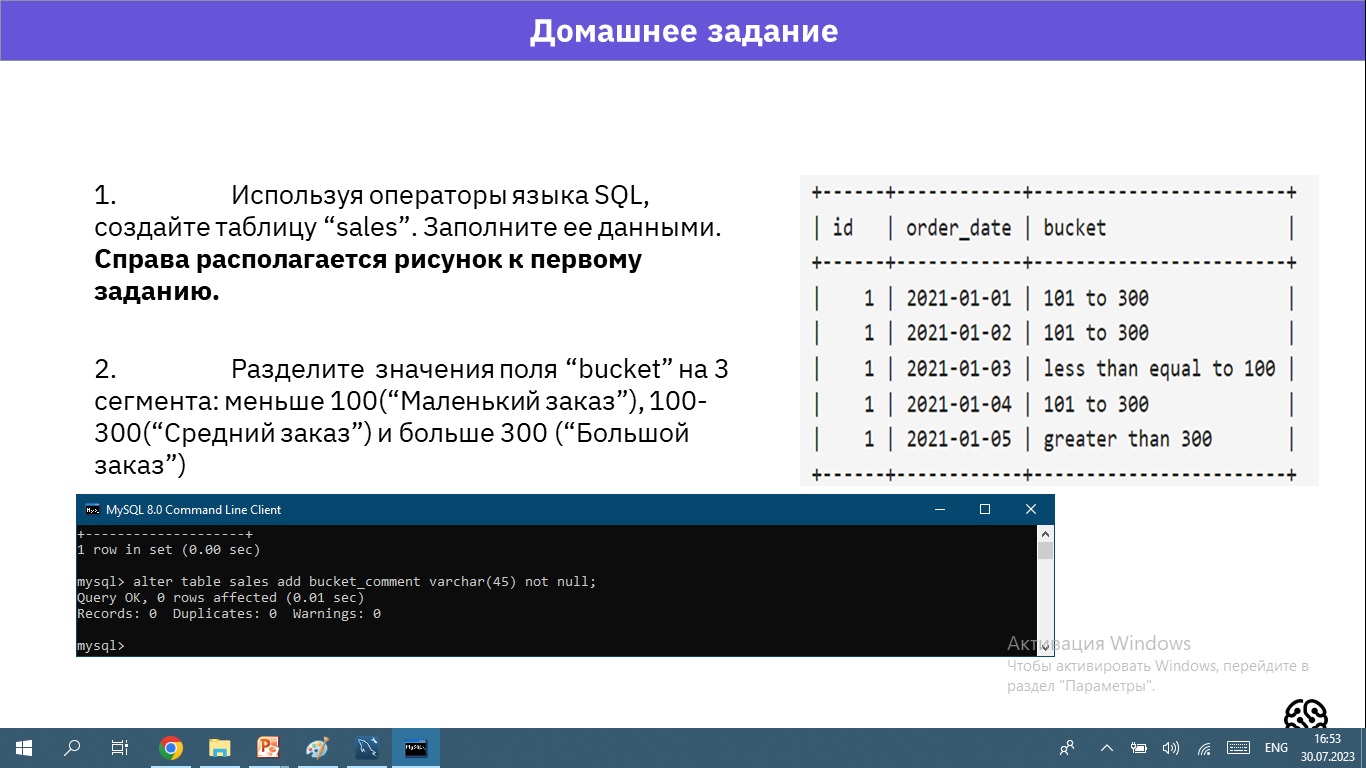 Домашнее задание
1. Используя операторы языка SQL,
создайте таблицу “sales”. Заполните ее данными.
Справа располагается рисунок к первому
заданию.
2. Разделите значения поля “bucket” на 3
сегмента: меньше 100(“Маленький заказ”), 100-
300(“Средний заказ”) и больше 300 (“Большой
заказ”)
+------+------------+------------------------+
| id | order_date | bucket |
+------+------------+------------------------+
| 1 | 2021-01-01 | 101 to 300 |
| 1 | 2021-01-02 | 101 to 300 |
| 1 | 2021-01-03 | less than equal to 100 |
| 1 | 2021-01-04 | 101 to 300 |
| 1 | 2021-01-05 | greater than 300 |
+------+------------+------------------------+
MySQL 8.0 Command Line Client
+---------------------+
1 row in set (0.00 sec)
mysql> alter table sales add bucket_comment varchar(45) not null;
Query OK, 0 rows affected (0.01 sec)
Records: 0 Duplicates: 0 Warnings: 0
mysql>
Активация Windows
Чтобы активировать Windows, перейдите в
раздел "Параметры".
ENG
16:53
30.07.2023